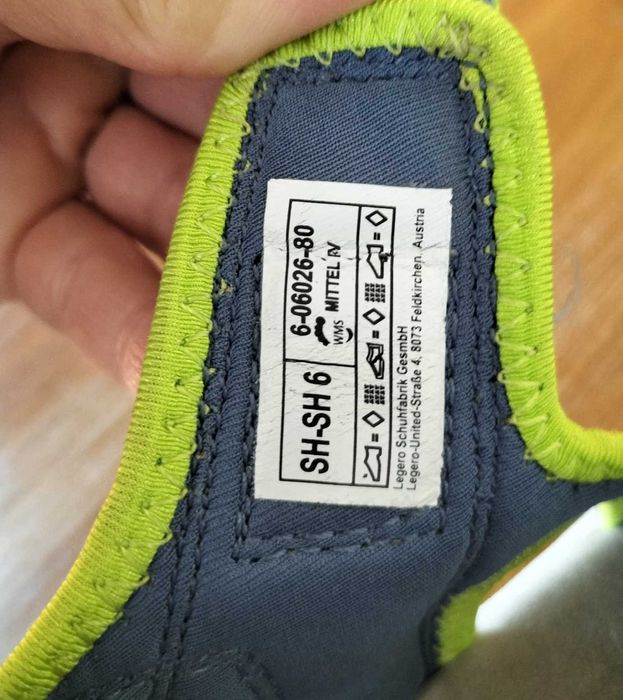 SH-SH 6
6-06026-80
WMS MITTEL IV
Legero Schuhfabrik GesmbH
Legero-United-Straße 4, 8073 Feldkirchen, Austria